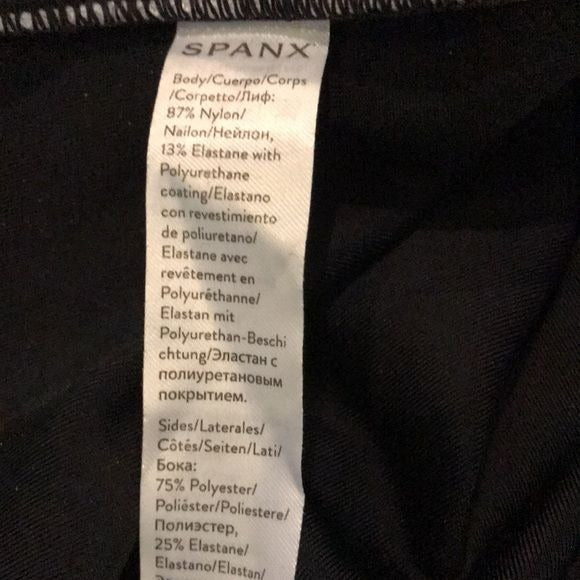 SPANX
Body/Cuerpo/Corps
/Corpetto/Лиф:
87% Nylon/
Nailon/Нейлон,
13% Elastane with
Polyurethane
coating/Elastano
con revestimiento
de poliuretano/
Elastane avec
revêtement en
Polyuréthanne/
Elastan mit
Polyurethan-Beschi
chtung/Эластан с
полиуретановым
покрытием.
Sides/Laterales/
Côtés/Seiten/Lati/
Бока:
75% Polyester/
Poliéster/Poliestere/
Полиэстер,
25% Elastane/
Elastano/Elastan/